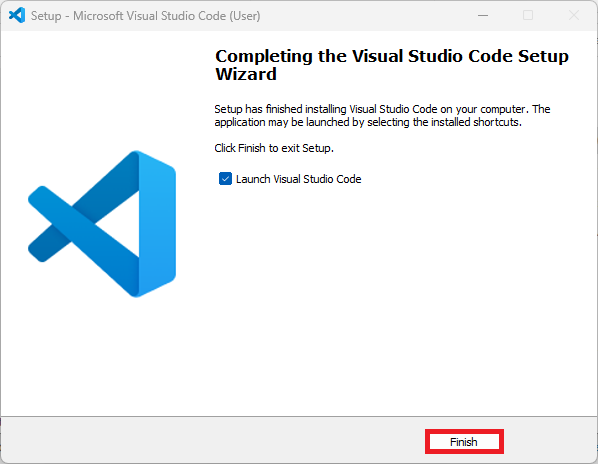 Setup - Microsoft Visual Studio Code (User)
Completing the Visual Studio Code Setup
Wizard
Setup has finished installing Visual Studio Code on your computer. The
application may be launched by selecting the installed shortcuts.
Click Finish to exit Setup.
Launch Visual Studio Code
Finish